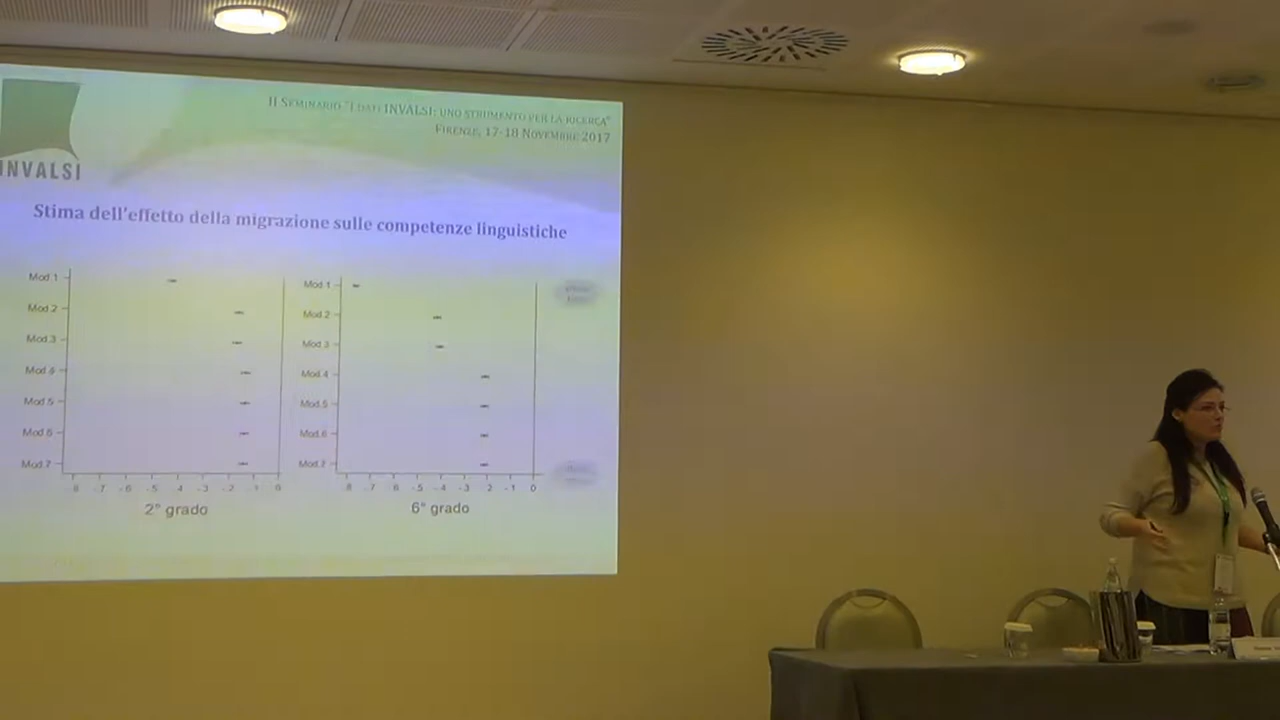 II SEMINARIO "I DATI INVALSI: UNO STRUMENTO PER LA RICERCA"
FIRENZE, 17-18 NOVEMBRE 2017
INVALSI
Stima dell'effetto della migrazione sulle competenze linguistiche
Mod.1
Mod.2
Mod.3
Mod.4
Mod.5
Mod.6
Mod.7
-8 -7 -6 -5 -4 -3 -2 -1 0
2° grado
Mod.1
Mod.2
Mod.3
Mod.4
Mod.5
Mod.6
Mod.7
-8 -7 -6 -5 -4 -3 -2 -1 0
6° grado